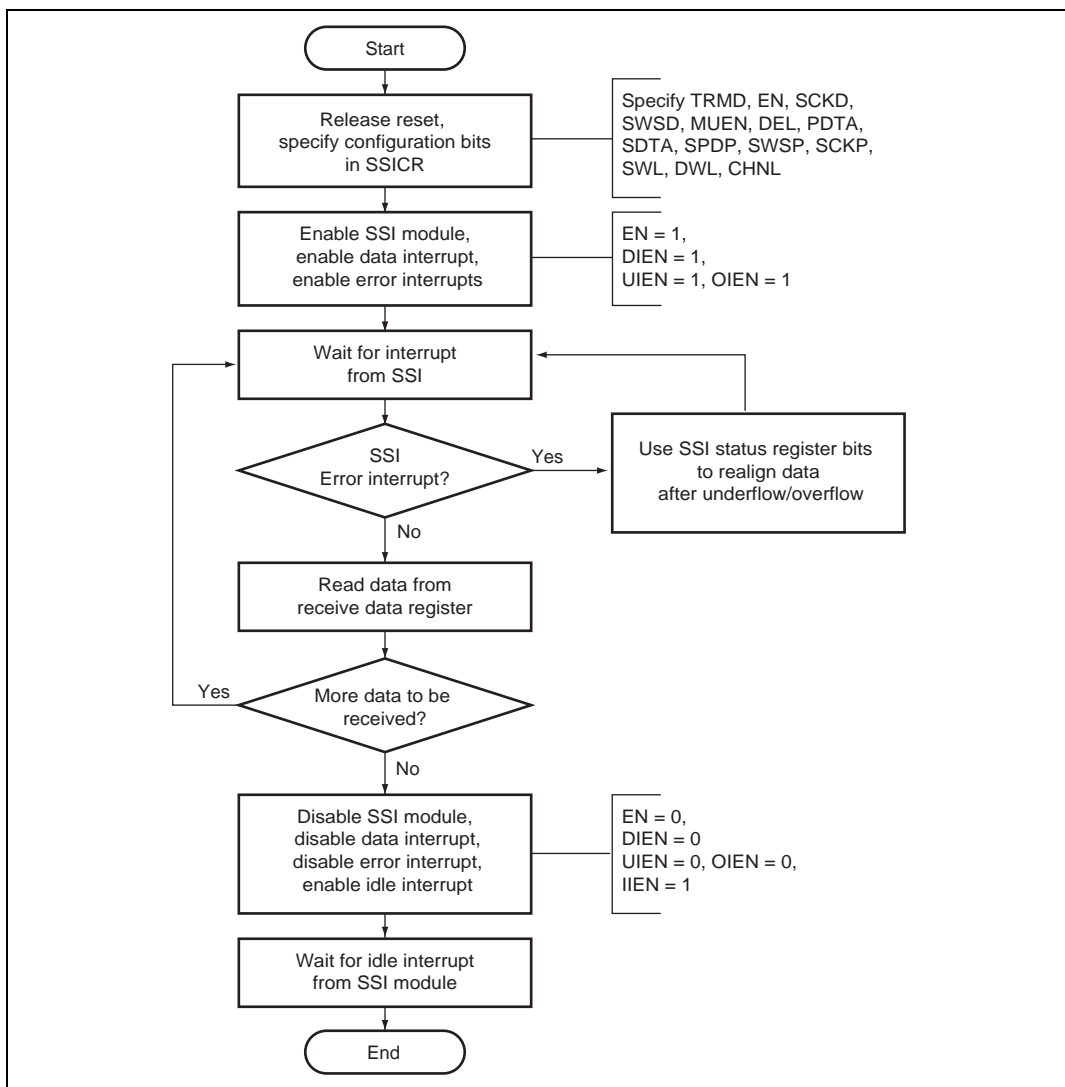 Start
Release reset,
specify configuration bits
in SSICR
Specify TRMD, EN, SCKD,
SWSD, MUEN, DEL, PDTA,
SDTA, SPDP, SWSP, SCKP,
SWL, DWL, CHNL
Enable SSI module,
enable data interrupt,
enable error interrupts
EN = 1,
DIEN = 1,
UIEN = 1, OIEN = 1
Wait for interrupt
from SSI
SSI
Error interrupt?
Yes
Use SSI status register bits
to realign data
after underflow/overflow
No
Read data from
receive data register
Yes
More data to be
received?
No
Disable SSI module,
disable data interrupt,
disable error interrupt,
enable idle interrupt
EN = 0,
DIEN = 0
UIEN = 0, OIEN = 0,
IIEN = 1
Wait for idle interrupt
from SSI module
End